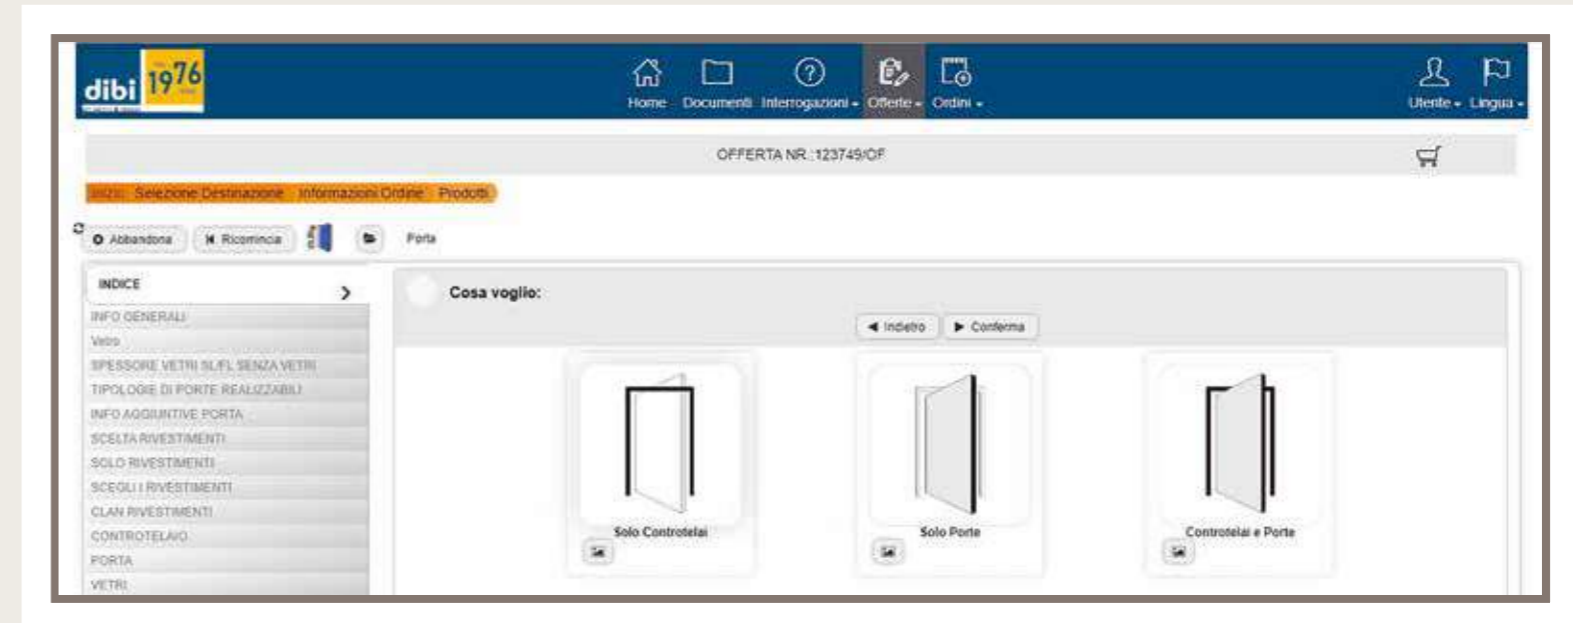 dibi 1976
Home Documenti Interrogazioni Offerte Ordini Utente Lingua
OFFERTA NR.:123749/OF
Inizio Selezione Destinazione Informazioni Ordine Prodotti
Abbandona Ricomincia Porta
INDICE
Cosa voglio:
INFO GENERALI
Indietro Conferma
Vetro
SPESSORE VETRI SL/FL SENZA VETRI
TIPOLOGIE DI PORTE REALIZZABILI
INFO AGGIUNTIVE PORTA
SCELTA RIVESTIMENTI
SOLO RIVESTIMENTI
SCEGLI I RIVESTIMENTI
CLAN RIVESTIMENTI
CONTROTELAIO
PORTA
VETRI
Solo Controtelai
Solo Porte
Controtelai e Porte